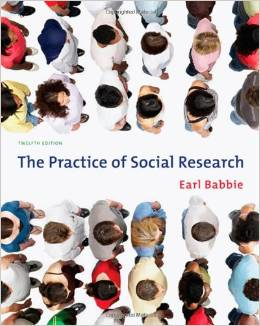 TWELFTH EDITION
The Practice of Social Research
Earl Babbie